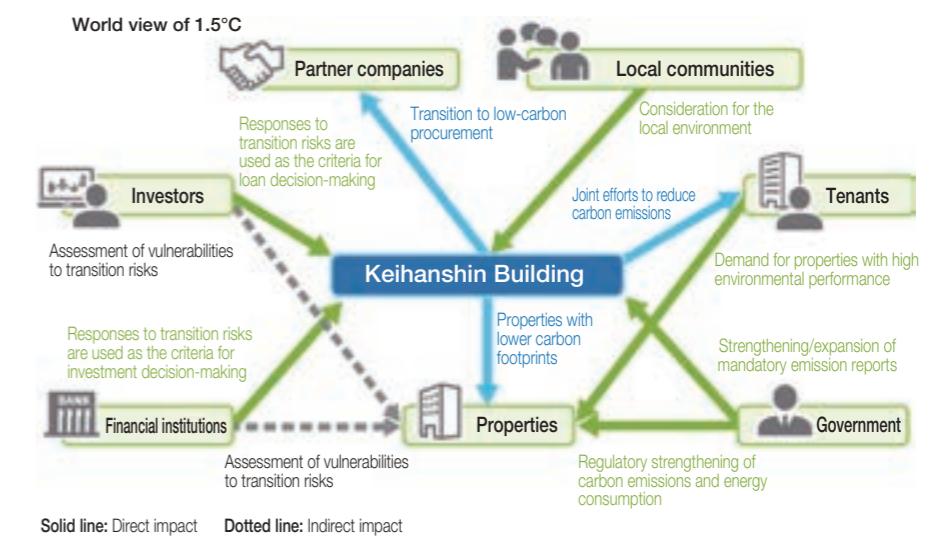 World view of 1.5°C
Partner companies
Local communities
Transition to low-carbon
procurement
Consideration for the
local environment
Responses to
transition risks are
used as the criteria for
loan decision-making
Investors
Joint efforts to reduce
carbon emissions
Tenants
Assessment of vulnerabilities
to transition risks
Keihanshin Building
Demand for properties with high
environmental performance
Properties with
lower carbon
footprints
Responses to transition risks
are used as the criteria for
investment decision-making
Strengthening/expansion of
mandatory emission reports
BANK
Financial institutions
Properties
Government
Assessment of vulnerabilities
to transition risks
Regulatory strengthening of
carbon emissions and energy
consumption
Solid line: Direct impact Dotted line: Indirect impact